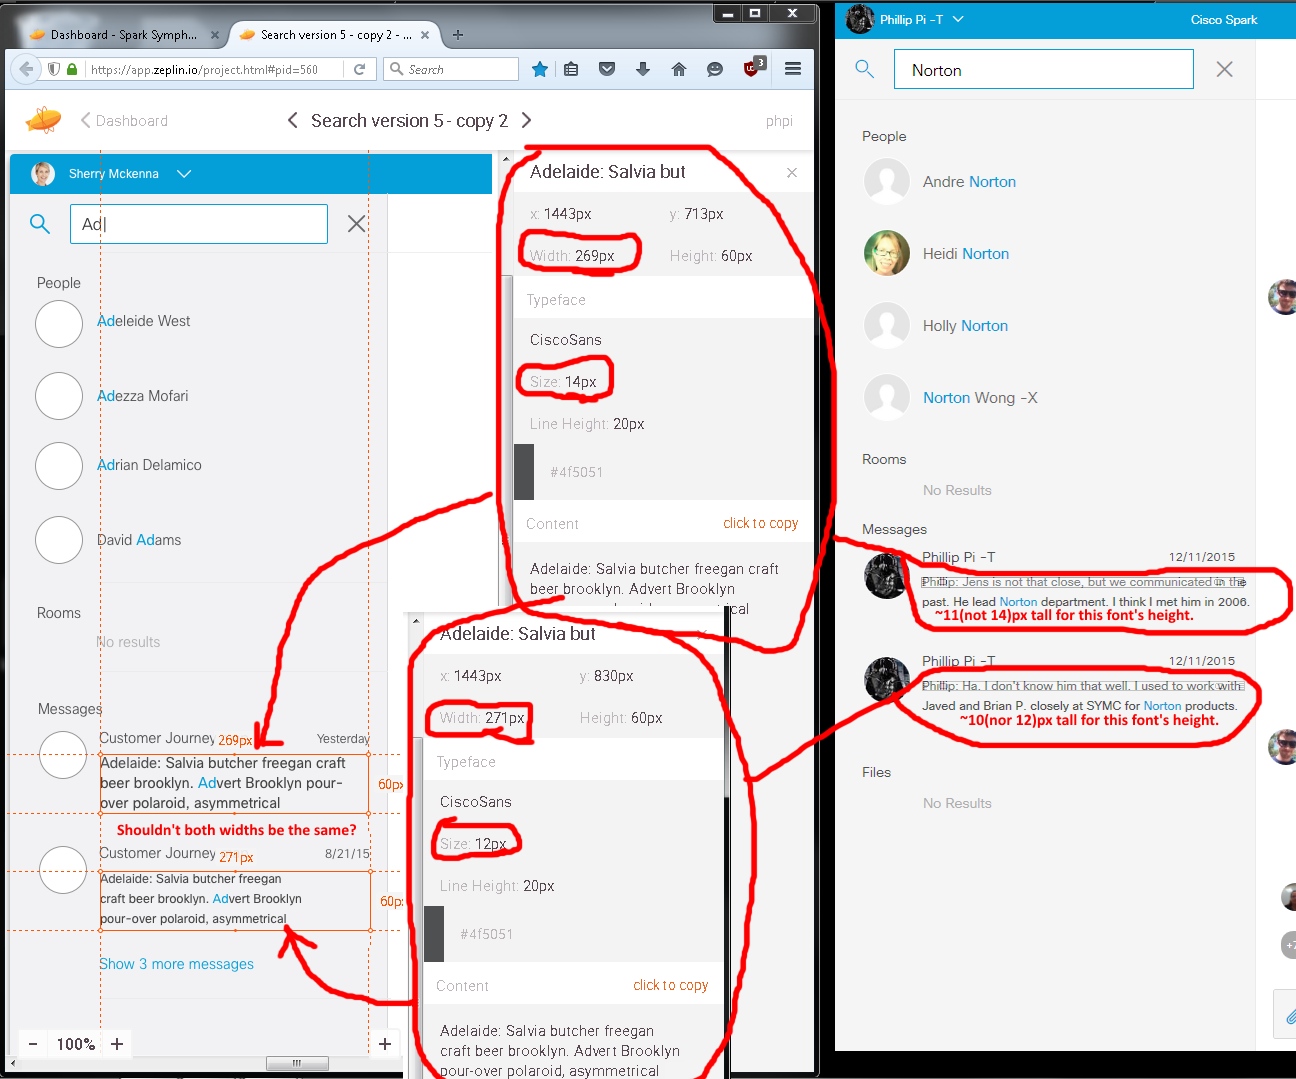 Dashboard - Spark Symph...
Search version 5 - copy 2 - ...
https://app.zeplin.io/project.html#pid=560
Search
3
Dashboard
Search version 5 - copy 2
phpi
Sherry Mckenna
Ad
People
Adeleide West
Adezza Mofari
Adrian Delamico
David Adams
Rooms
No results
Messages
Customer Journey
269px
Yesterday
Adelaide: Salvia butcher freegan craft
beer brooklyn. Advert Brooklyn pour-
over polaroid, asymmetrical
60px
Shouldn't both widths be the same?
Customer Journey
271px
8/21/15
Adelaide: Salvia butcher freegan
craft beer brooklyn. Advert Brooklyn
pour-over polaroid, asymmetrical
60px
Show 3 more messages
100%
Adelaide: Salvia but
x: 1443px
y: 713px
Width: 269px
Height: 60px
Typeface
CiscoSans
Size: 14px
Line Height: 20px
#4f5051
Content
click to copy
Adelaide: Salvia butcher freegan craft
beer brooklyn. Advert Brooklyn
Adelaide: Salvia but
x: 1443px
y: 830px
Width: 271px
Height: 60px
Typeface
CiscoSans
Size: 12px
Line Height: 20px
#4f5051
Content
click to copy
Adelaide: Salvia butcher freegan
craft beer brooklyn. Advert Brooklyn
pour-over polaroid, asymmetrical
Phillip Pi -T
Cisco Spark
Norton
People
Andre Norton
Heidi Norton
Holly Norton
Norton Wong -X
Rooms
No Results
Messages
Phillip Pi -T
12/11/2015
Phillip: Jens is not that close, but we communicated in the
past. He lead Norton department. I think I met him in 2006.
~11(not 14)px tall for this font's height.
Phillip Pi -T
12/11/2015
Phillip: Ha. I don't know him that well. I used to work with
Javed and Brian P. closely at SYMC for Norton products.
~10(nor 12)px tall for this font's height.
Files
No Results